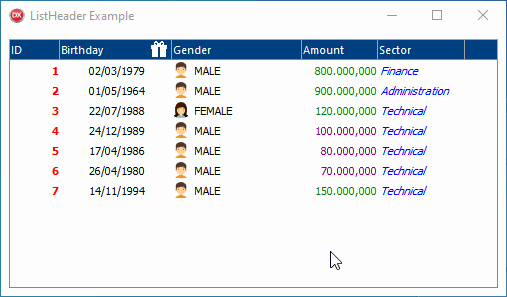 DX ListHeader Example
ID Birthday Gender Amount Sector
1 02/03/1979 MALE 800.000,000 Finance
2 01/05/1964 MALE 900.000,000 Administration
3 22/07/1988 FEMALE 120.000,000 Technical
4 24/12/1989 MALE 100.000,000 Technical
5 17/04/1986 MALE 80.000,000 Technical
6 26/04/1980 MALE 70.000,000 Technical
7 14/11/1994 MALE 150.000,000 Technical